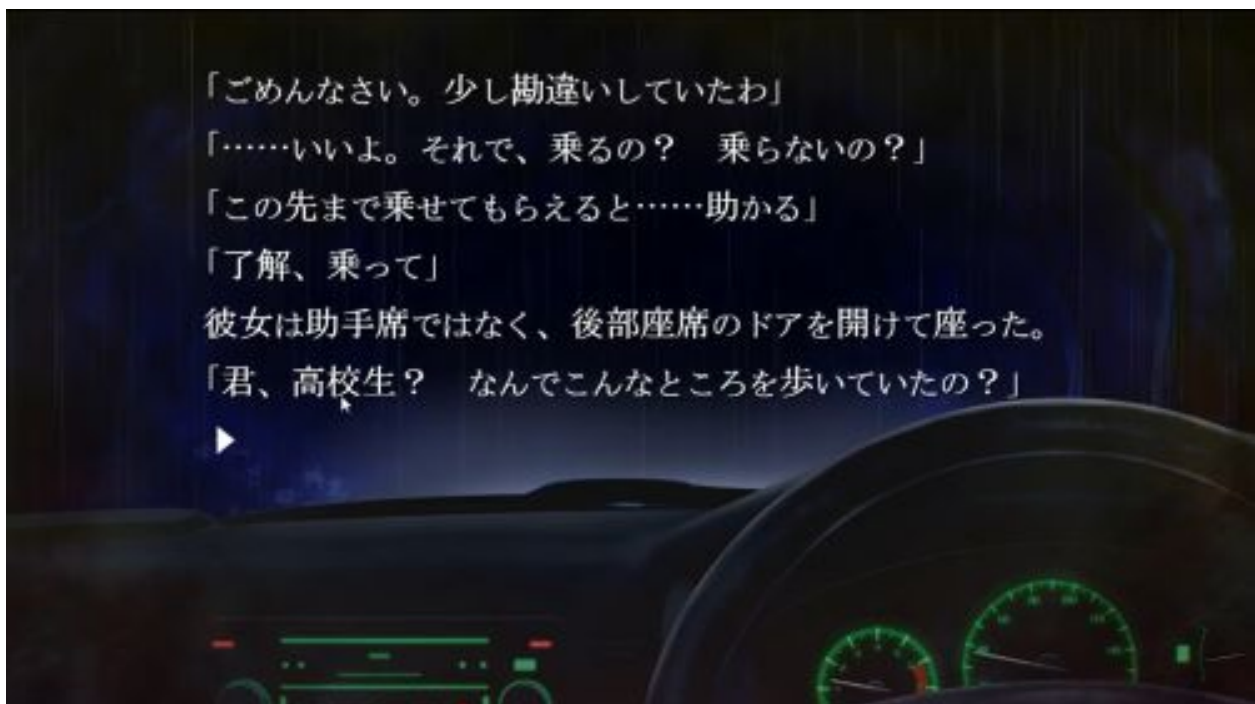 「ごめんなさい。少し勘違いしていたわ」
「……いいよ。それで、乗るの？　乗らないの？」
「この先まで乗せてもらえると……助かる」
「了解、乗って」
彼女は助手席ではなく、後部座席のドアを開けて座った。
「君、高校生？　なんでこんなところを歩いていたの？」